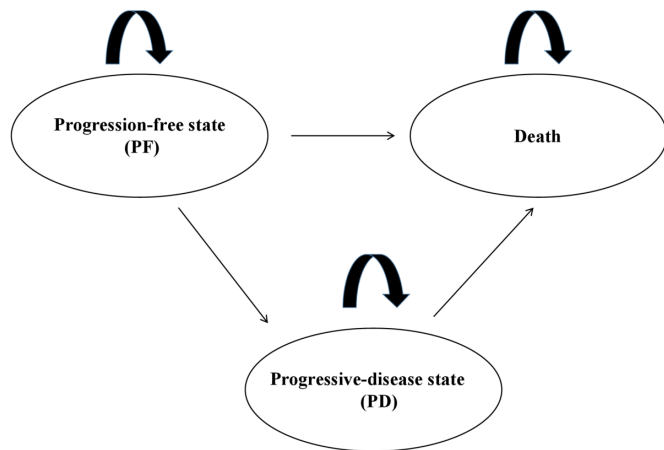 Progression-free state
(PF)
Death
Progressive-disease state
(PD)